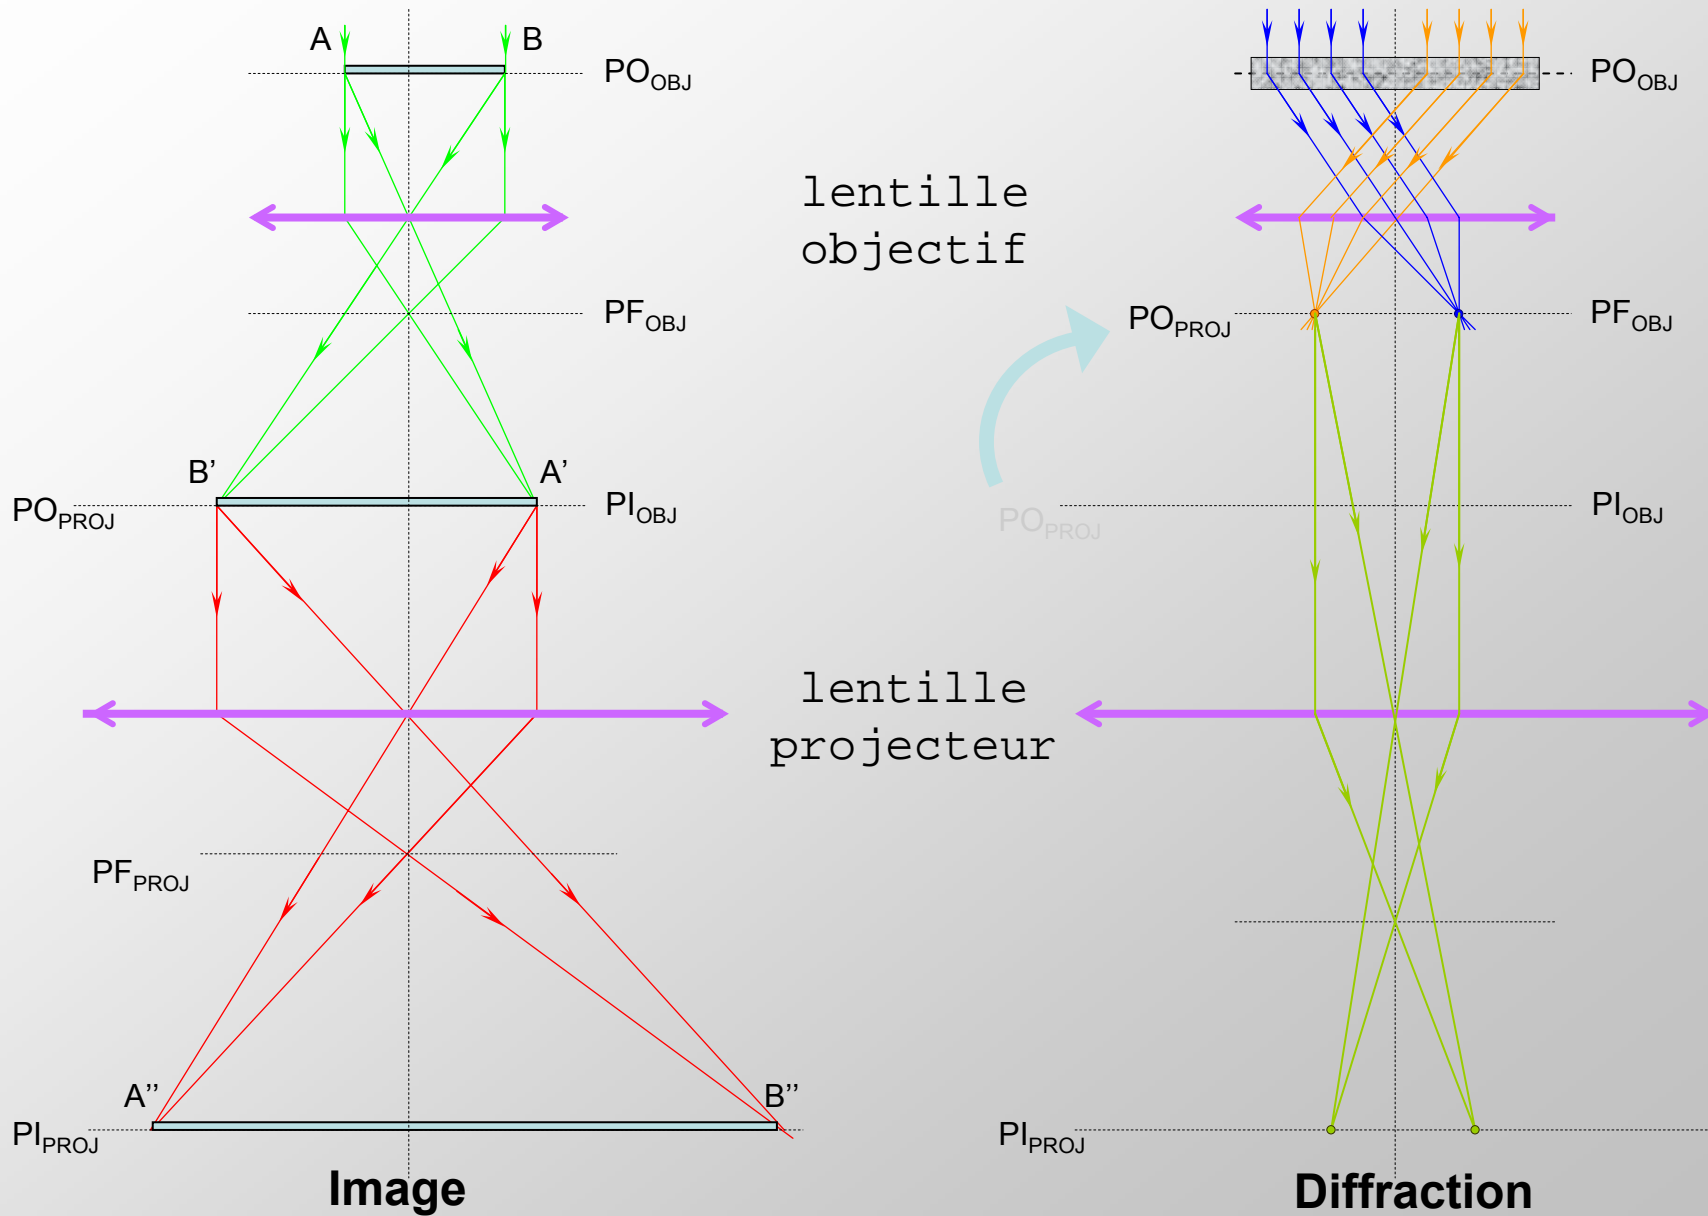 A
B
PO_OBJ
PF_OBJ
B’
A’
PO_PROJ
PI_OBJ
PF_PROJ
A’’
B’’
PI_PROJ
Image
lentille
objectif
lentille
projecteur
PO_OBJ
PO_PROJ
PF_OBJ
PO_PROJ
PI_OBJ
PI_PROJ
Diffraction